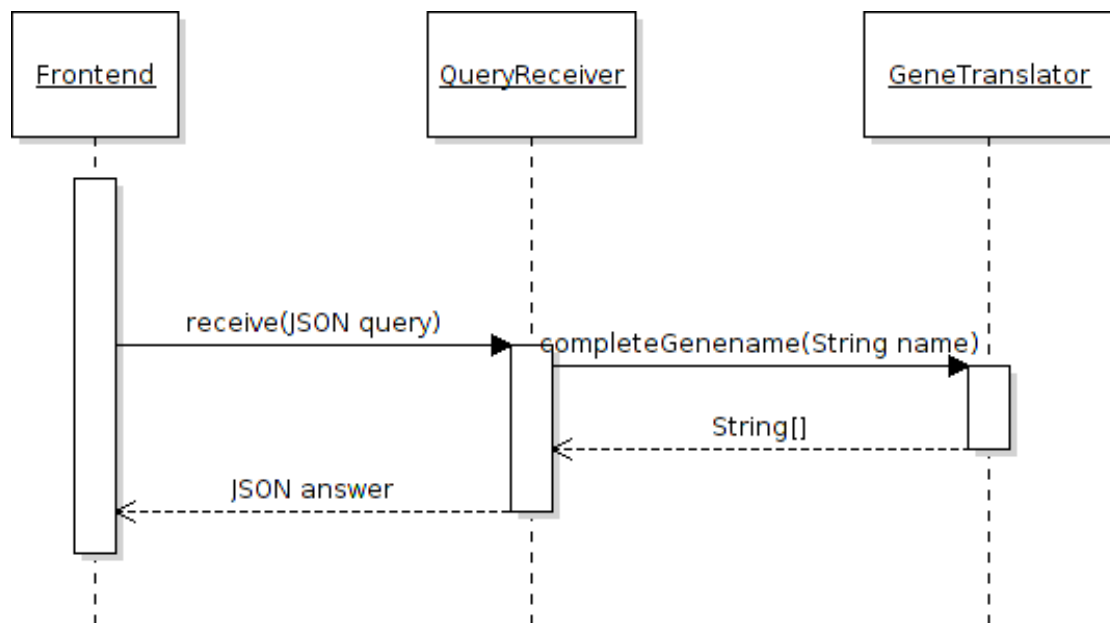 Frontend
QueryReceiver
GeneTranslator
receive(JSON query)
completeGenename(String name)
String[]
JSON answer